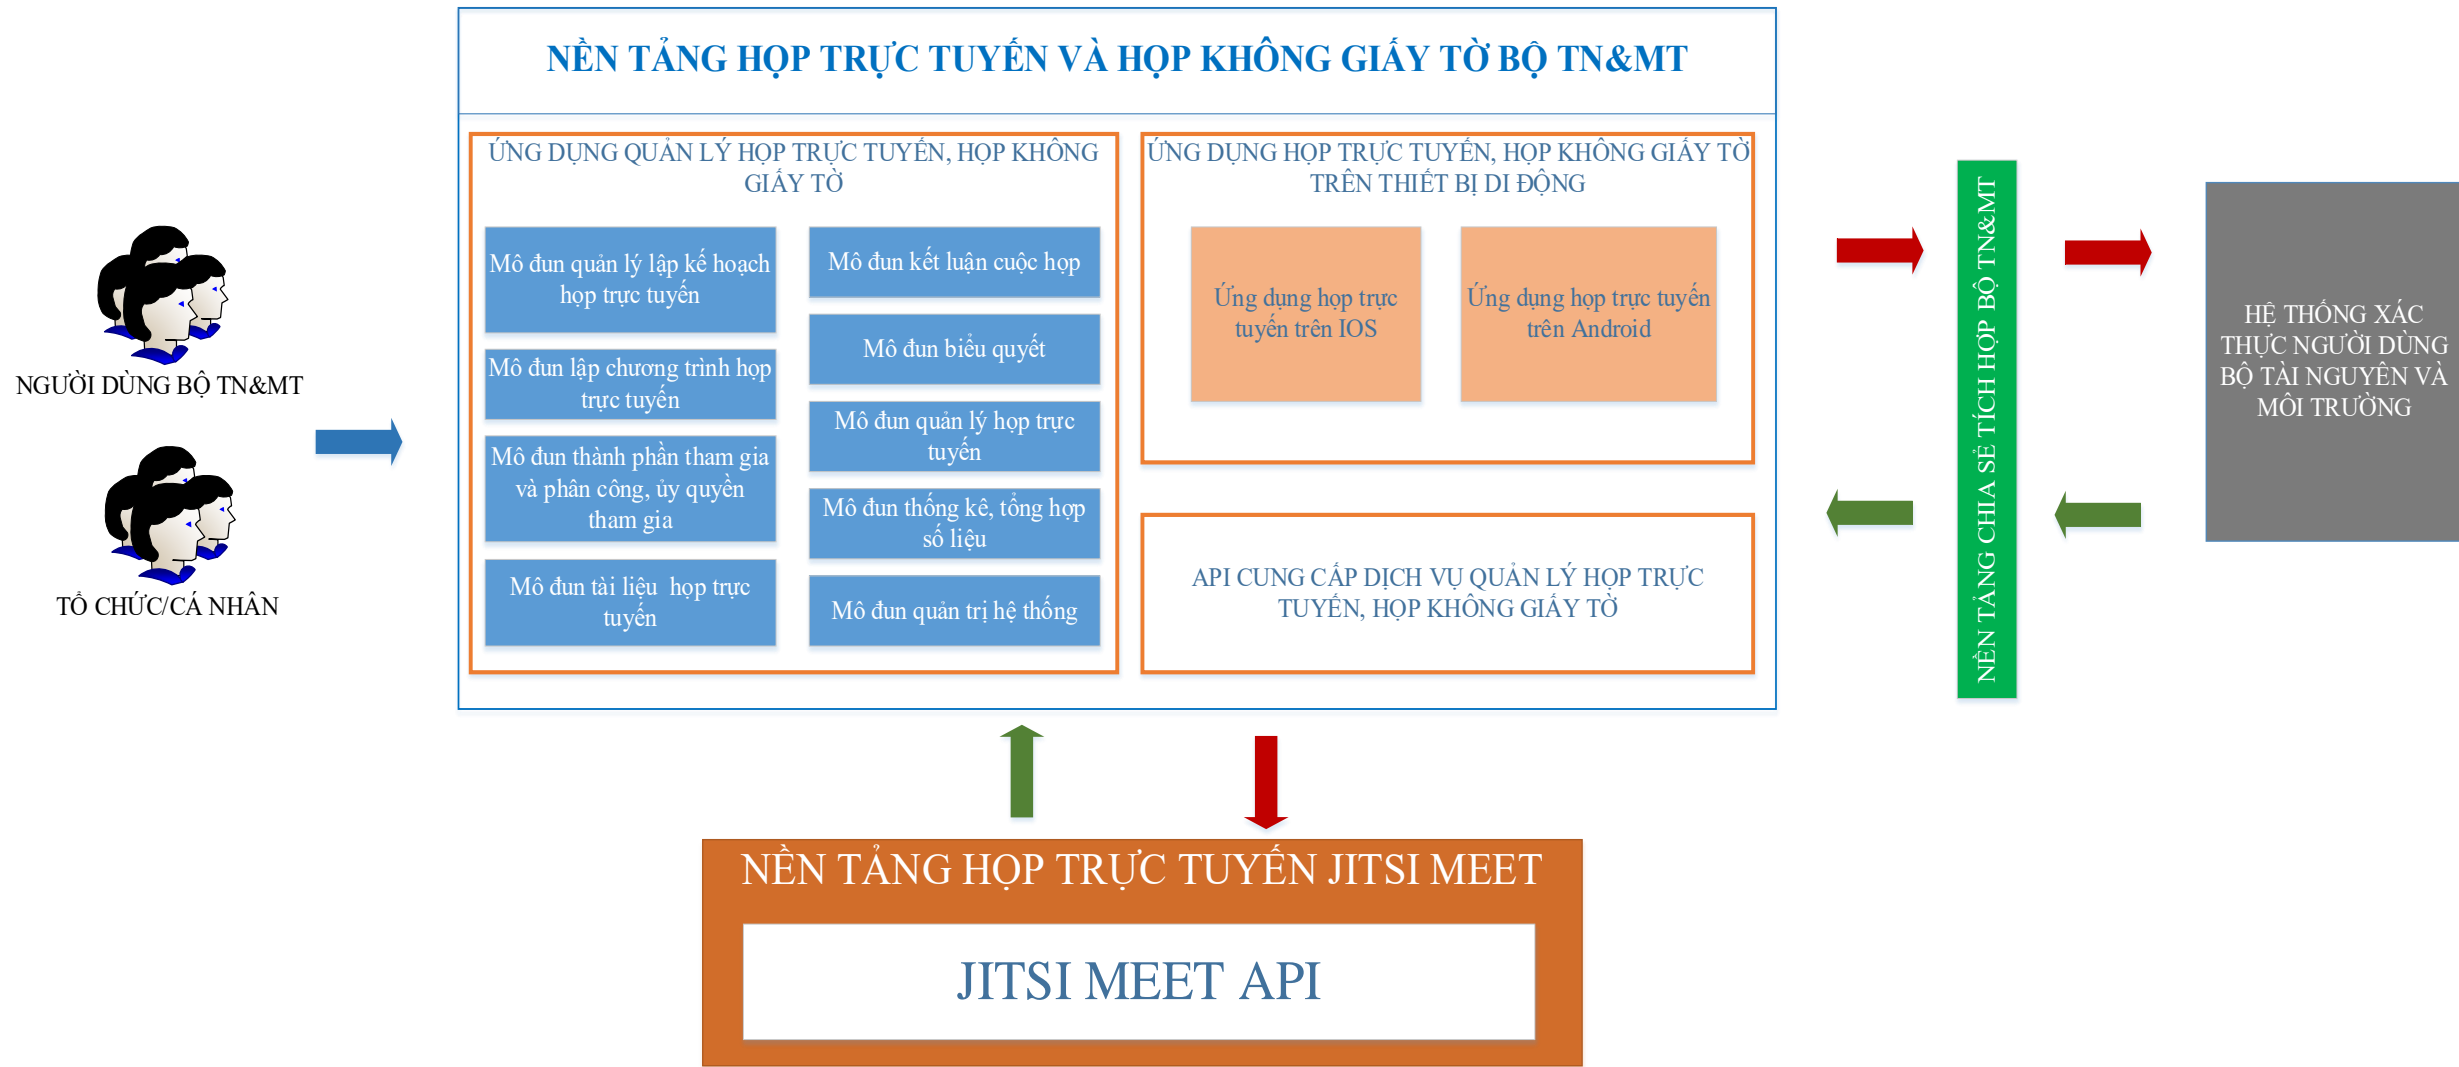 NỀN TẢNG HỌP TRỰC TUYẾN VÀ HỌP KHÔNG GIẤY TỜ BỘ TN&MT
NGƯỜI DÙNG BỘ TN&MT
TỔ CHỨC/CÁ NHÂN
ỨNG DỤNG QUẢN LÝ HỌP TRỰC TUYẾN, HỌP KHÔNG
GIẤY TỜ
Mô đun quản lý lập kế hoạch
họp trực tuyến
Mô đun lập chương trình họp
trực tuyến
Mô đun thành phần tham gia
và phân công, ủy quyền
tham gia
Mô đun tài liệu  họp trực
tuyến
Mô đun kết luận cuộc họp
Mô đun biểu quyết
Mô đun quản lý họp trực
tuyến
Mô đun thống kê, tổng hợp
số liệu
Mô đun quản trị hệ thống
ỨNG DỤNG HỌP TRỰC TUYẾN, HỌP KHÔNG GIẤY TỜ
TRÊN THIẾT BỊ DI ĐỘNG
Ứng dụng họp trực
tuyến trên IOS
Ứng dụng họp trực tuyến
trên Android
API CUNG CẤP DỊCH VỤ QUẢN LÝ HỌP TRỰC
TUYẾN, HỌP KHÔNG GIẤY TỜ
NỀN TẢNG CHIA SẺ TÍCH HỢP BỘ TN&MT
HỆ THỐNG XÁC
THỰC NGƯỜI DÙNG
BỘ TÀI NGUYÊN VÀ
MÔI TRƯỜNG
NỀN TẢNG HỌP TRỰC TUYẾN JITSI MEET
JITSI MEET API